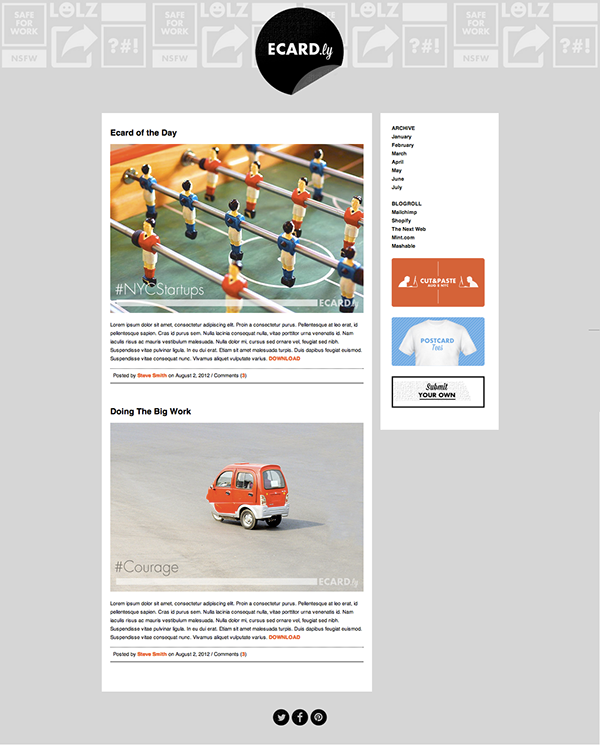 SAFE
FOR
WORK
NSFW
LOLZ
?#!
SAFE
FOR
WORK
NSFW
LOLZ
?#!
SAFE
FOR
WORK
NSFW
LOLZ
?#!
ECARD.ly
Ecard of the Day
#NYCStartups
ECARD.ly
Lorem ipsum dolor sit amet, consectetur adipiscing elit. Proin a consectetur purus. Pellentesque at leo erat, id
pellentesque sapien. Cras id purus sem. Nulla lacinia consequat nulla, vitae porttitor urna venenatis id. Nam
iaculis risus ac mauris vestibulum malesuada. Nulla dolor mi, cursus sed ornare vel, feugiat sed nibh.
Suspendisse vitae pulvinar ligula. In eu dui erat. Etiam sit amet malesuada turpis. Duis dapibus feugiat euismod.
Suspendisse vitae consequat nunc. Vivamus aliquet vulputate varius. DOWNLOAD
Posted by Steve Smith on August 2, 2012 / Comments (3)
Doing The Big Work
#Courage
ECARD.ly
Lorem ipsum dolor sit amet, consectetur adipiscing elit. Proin a consectetur purus. Pellentesque at leo erat, id
pellentesque sapien. Cras id purus sem. Nulla lacinia consequat nulla, vitae porttitor urna venenatis id. Nam
iaculis risus ac mauris vestibulum malesuada. Nulla dolor mi, cursus sed ornare vel, feugiat sed nibh.
Suspendisse vitae pulvinar ligula. In eu dui erat. Etiam sit amet malesuada turpis. Duis dapibus feugiat euismod.
Suspendisse vitae consequat nunc. Vivamus aliquet vulputate varius. DOWNLOAD
Posted by Steve Smith on August 2, 2012 / Comments (3)
ARCHIVE
January
February
March
April
May
June
July
BLOGROLL
Mailchimp
Shopify
The Next Web
Mint.com
Mashable
CUT&PASTE
AUG 8 NYC
POSTCARD
Tees
Submit
YOUR OWN